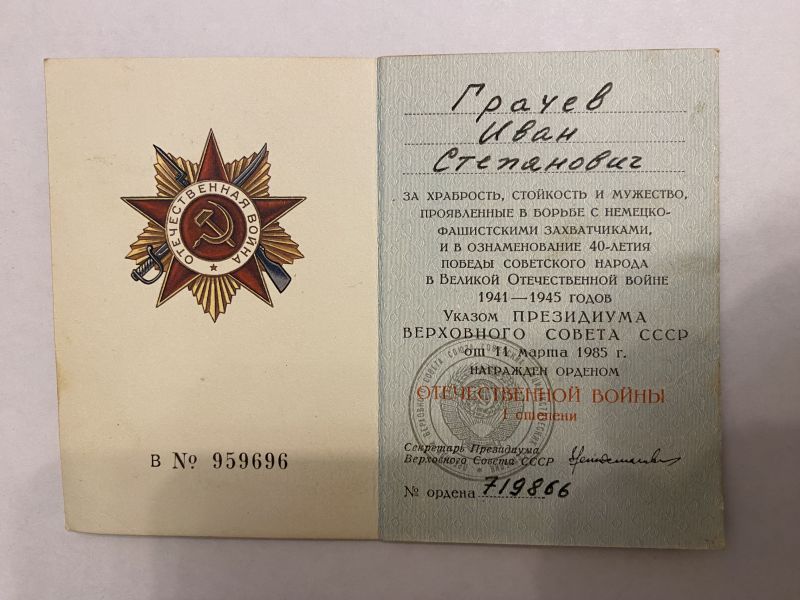 ОТЕЧЕСТВЕННАЯ ВОЙНА
В № 959696
Грачев
Иван
Степанович
ЗА ХРАБРОСТЬ, СТОЙКОСТЬ И МУЖЕСТВО,
ПРОЯВЛЕННЫЕ В БОРЬБЕ С НЕМЕЦКО-
ФАШИСТСКИМИ ЗАХВАТЧИКАМИ,
И В ОЗНАМЕНОВАНИЕ 40-ЛЕТИЯ
ПОБЕДЫ СОВЕТСКОГО НАРОДА
В ВЕЛИКОЙ ОТЕЧЕСТВЕННОЙ ВОЙНЕ
1941—1945 ГОДОВ
УКАЗОМ ПРЕЗИДИУМА
ВЕРХОВНОГО СОВЕТА СССР
от 11 марта 1985 г.
НАГРАЖДЕН ОРДЕНОМ
ОТЕЧЕСТВЕННОЙ ВОЙНЫ
I степени
Секретарь Президиума
Верховного Совета СССР
№ ордена 719866